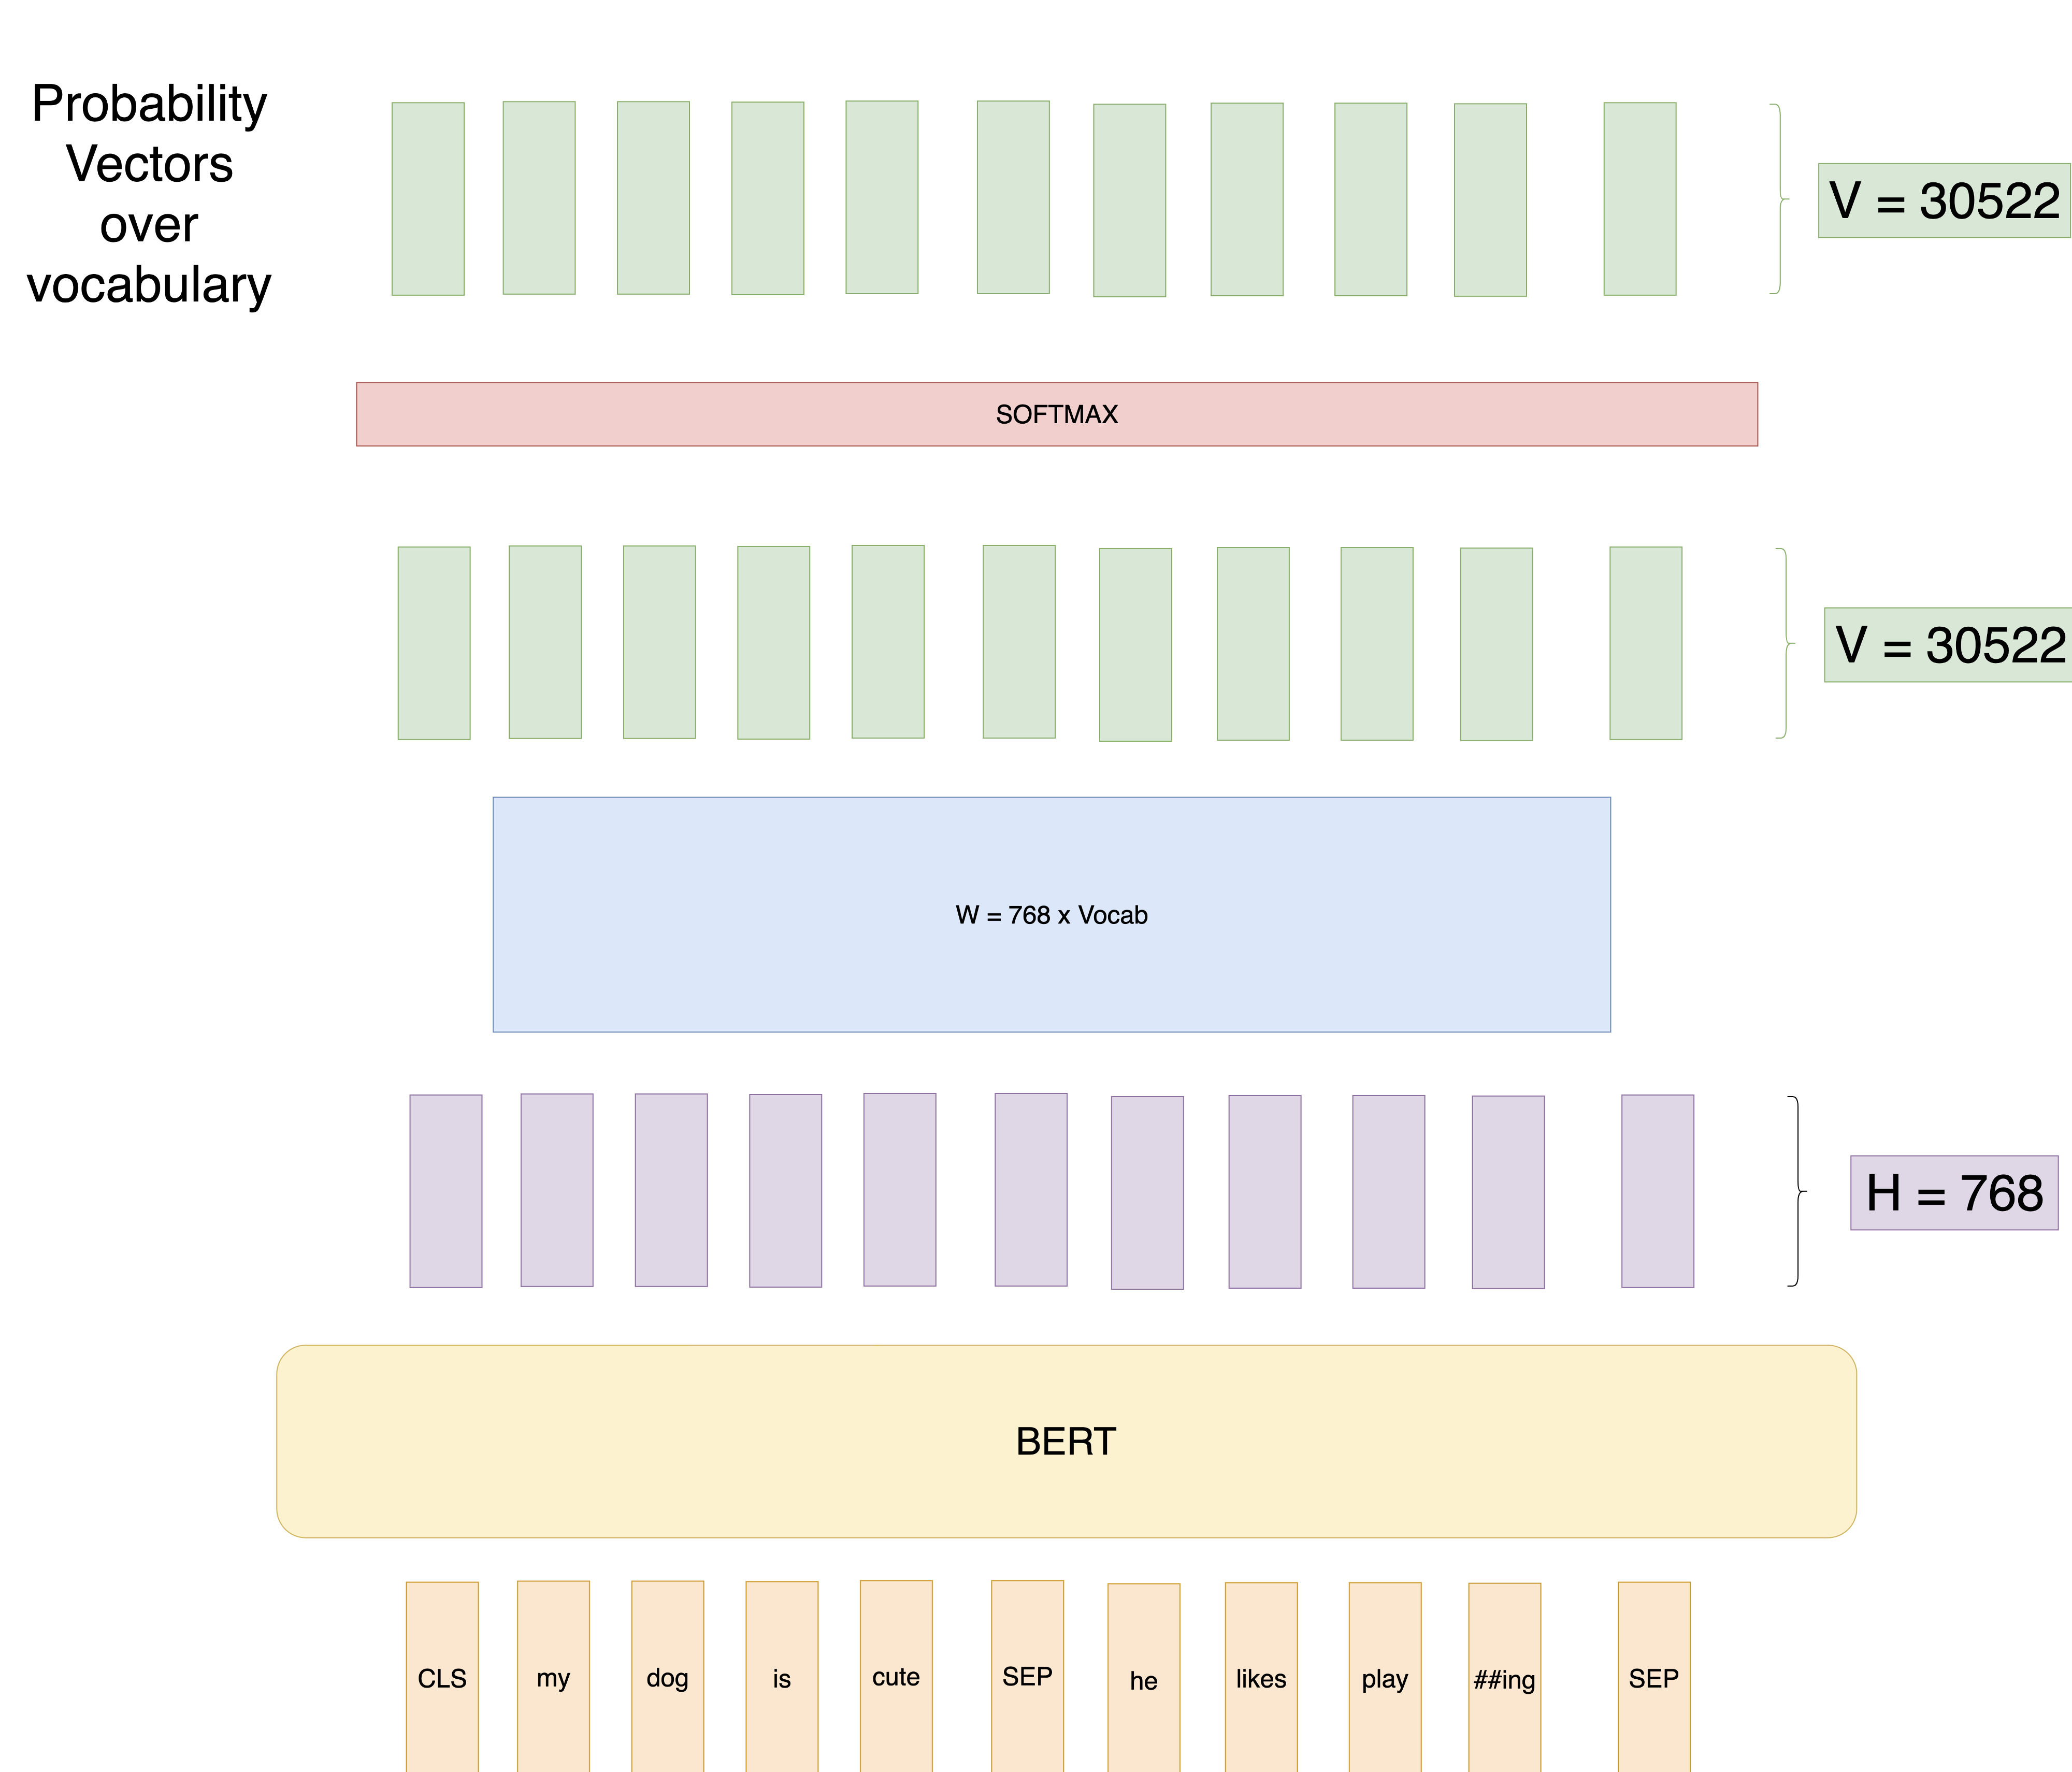 Probability
Vectors
over
vocabulary
V = 30522
SOFTMAX
V = 30522
W = 768 x Vocab
H = 768
BERT
CLS my dog is cute SEP he likes play ##ing SEP